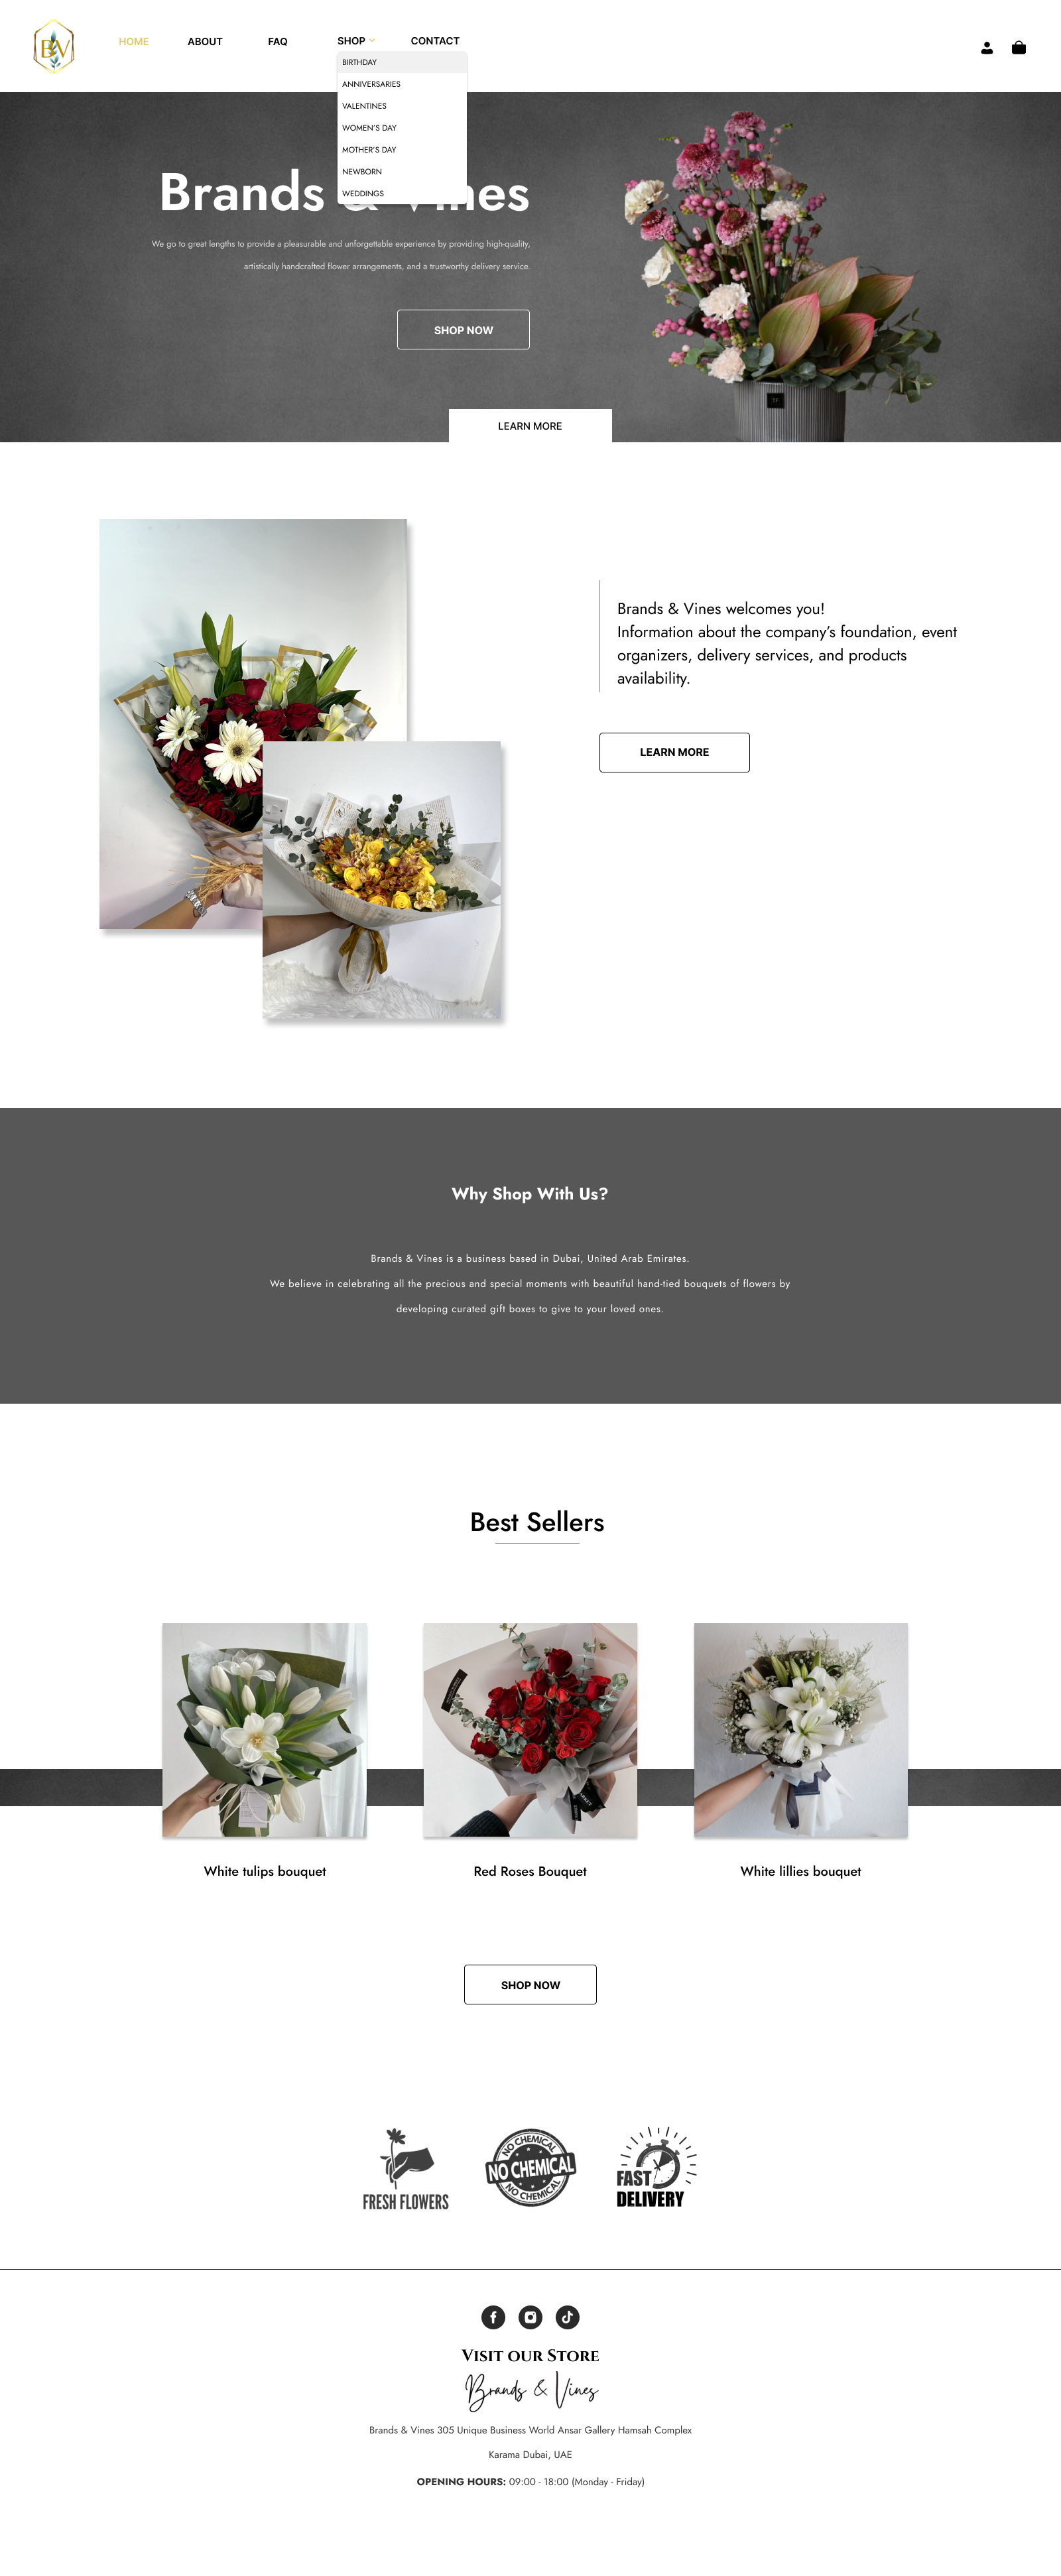 BV
HOME
ABOUT
FAQ
SHOP
CONTACT
BIRTHDAY
ANNIVERSARIES
VALENTINES
WOMEN'S DAY
MOTHER'S DAY
NEWBORN
WEDDINGS
Brands & Vines
We go to great lengths to provide a pleasurable and unforgettable experience by providing high-quality,
artistically handcrafted flower arrangements, and a trustworthy delivery service.
SHOP NOW
LEARN MORE
Brands & Vines welcomes you!
Information about the company’s foundation, event
organizers, delivery services, and products
availability.
LEARN MORE
Why Shop With Us?
Brands & Vines is a business based in Dubai, United Arab Emirates.
We believe in celebrating all the precious and special moments with beautiful hand-tied bouquets of flowers by
developing curated gift boxes to give to your loved ones.
Best Sellers
White tulips bouquet
Red Roses Bouquet
White lillies bouquet
SHOP NOW
FRESH FLOWERS
NO CHEMICAL
NO CHEMICAL
NO CHEMICAL
FAST
DELIVERY
Visit our Store
Brands & Vines
Brands & Vines 305 Unique Business World Ansar Gallery Hamsah Complex
Karama Dubai, UAE
OPENING HOURS: 09:00 - 18:00 (Monday - Friday)